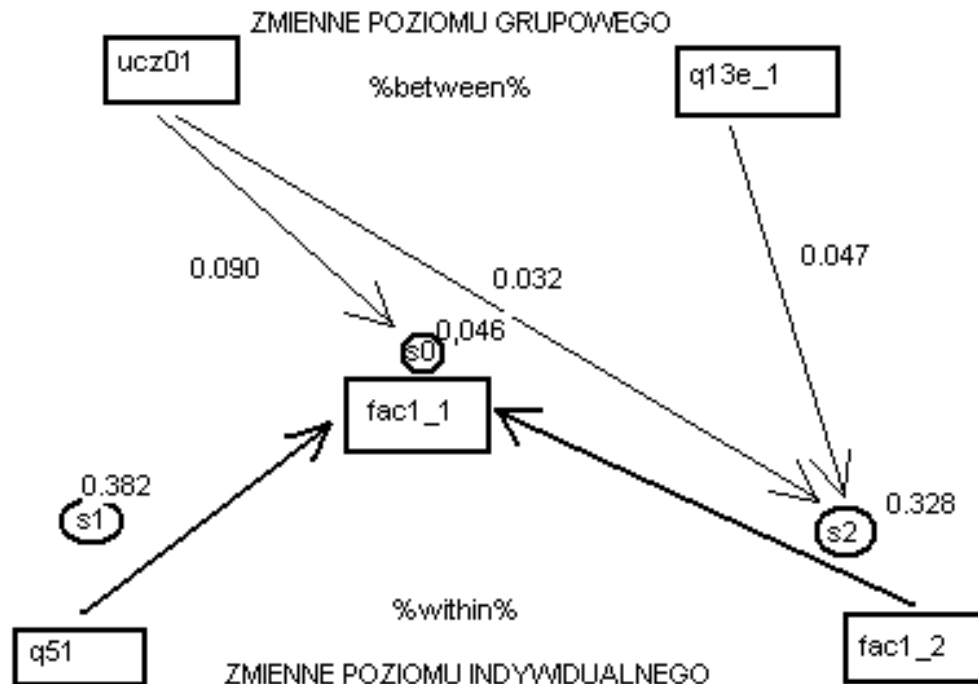 ZMIENNE POZIOMU GRUPOWEGO
ucz01
q13e_1
%between%
0.090
0.032
0.047
0,046
s0
fac1_1
0.382
s1
0.328
s2
%within%
q51
fac1_2
ZMIENNE POZIOMU INDYWIDUALNEGO